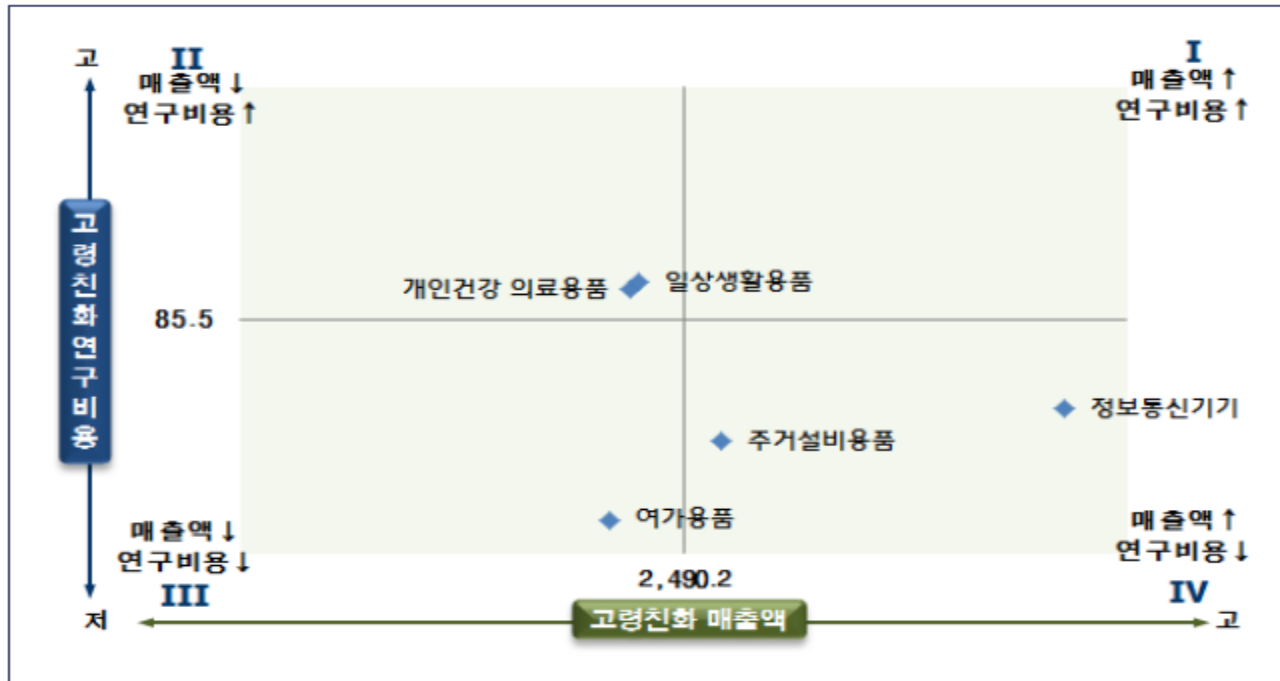 고
II
매출액↓
연구비용↑
I
매출액↑
연구비용↑
고령친화연구비용
개인건강 의료용품
일상생활용품
85.5
정보통신기기
주거설비용품
여가용품
매출액↓
연구비용↓
III
매출액↑
연구비용↓
IV
2,490.2
저
고령친화 매출액
고